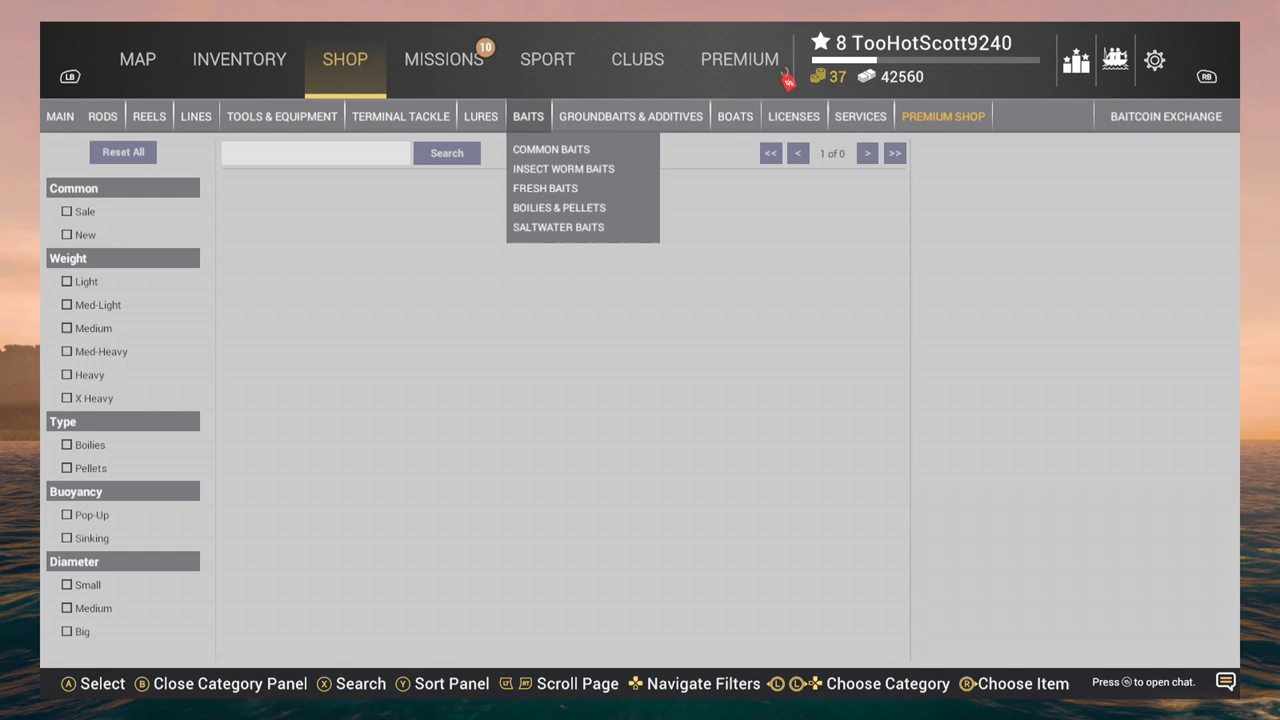 MAP INVENTORY SHOP MISSIONS 10 SPORT CLUBS PREMIUM
8 TooHotScott9240
37 42560
LB
RB
MAIN RODS REELS LINES TOOLS & EQUIPMENT TERMINAL TACKLE LURES BAITS GROUNDBAITS & ADDITIVES BOATS LICENSES SERVICES PREMIUM SHOP BAITCOIN EXCHANGE
Reset All
Search
<< < 1 of 0 > >>
COMMON BAITS
INSECT WORM BAITS
FRESH BAITS
BOILIES & PELLETS
SALTWATER BAITS
Common
Sale
New
Weight
Light
Med-Light
Medium
Med-Heavy
Heavy
X Heavy
Type
Boilies
Pellets
Buoyancy
Pop-Up
Sinking
Diameter
Small
Medium
Big
A Select B Close Category Panel X Search Y Sort Panel LT RT Scroll Page Navigate Filters L L Choose Category R Choose Item Press to open chat.